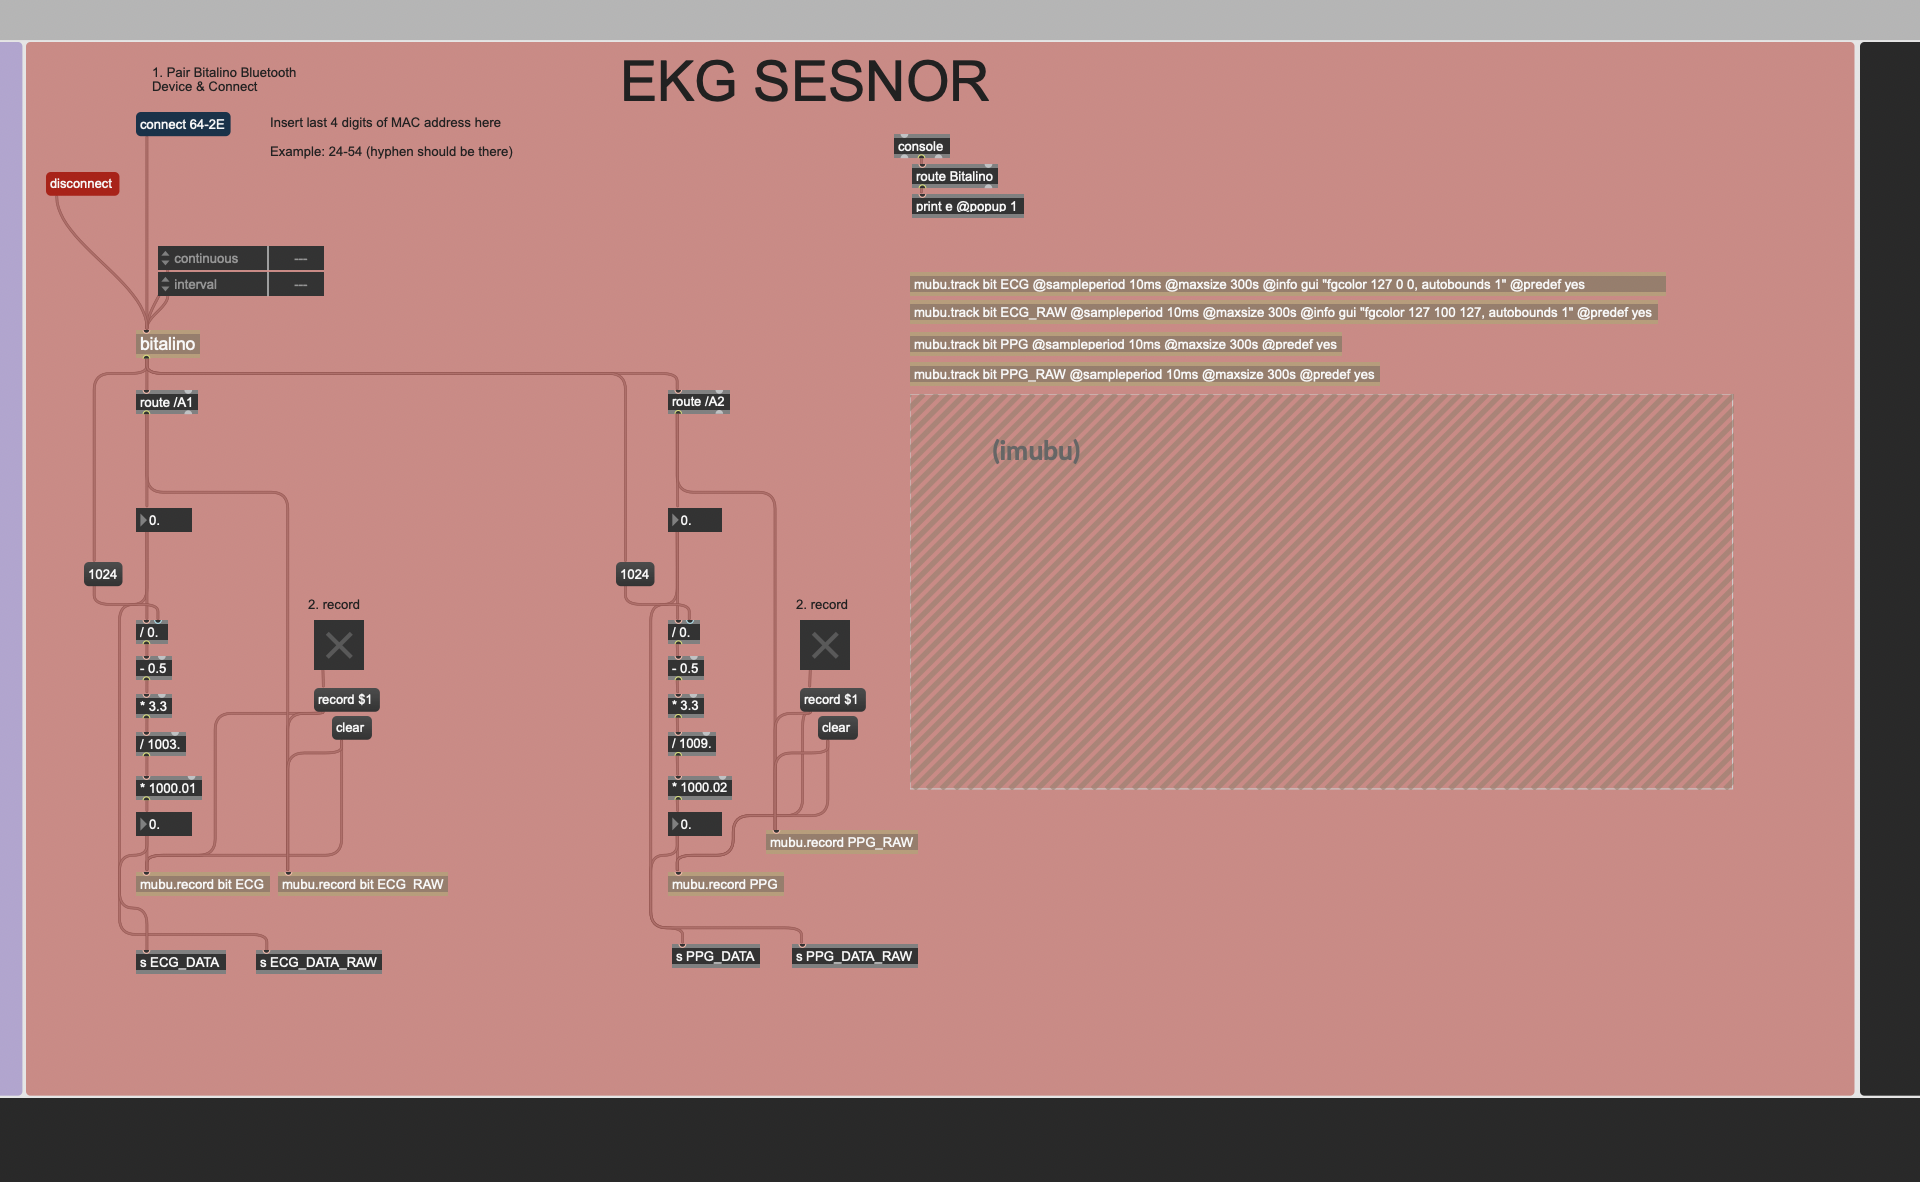 EKG SESNOR
1. Pair Bitalino Bluetooth
Device & Connect
connect 64-2E
Insert last 4 digits of MAC address here
Example: 24-54 (hyphen should be there)
disconnect
continuous ---
interval ---
bitalino
route /A1
0.
1024
/ 0.
- 0.5
* 3.3
/ 1003.
* 1000.01
0.
2. record
record $1
clear
mubu.record bit ECG
mubu.record bit ECG_RAW
s ECG_DATA
s ECG_DATA_RAW
route /A2
0.
1024
/ 0.
- 0.5
* 3.3
/ 1009.
* 1000.02
0.
2. record
record $1
clear
mubu.record PPG_RAW
mubu.record PPG
s PPG_DATA
s PPG_DATA_RAW
console
route Bitalino
print e @popup 1
mubu.track bit ECG @sampleperiod 10ms @maxsize 300s @info gui "fgcolor 127 0 0, autobounds 1" @predef yes
mubu.track bit ECG_RAW @sampleperiod 10ms @maxsize 300s @info gui "fgcolor 127 100 127, autobounds 1" @predef yes
mubu.track bit PPG @sampleperiod 10ms @maxsize 300s @predef yes
mubu.track bit PPG_RAW @sampleperiod 10ms @maxsize 300s @predef yes
(imubu)